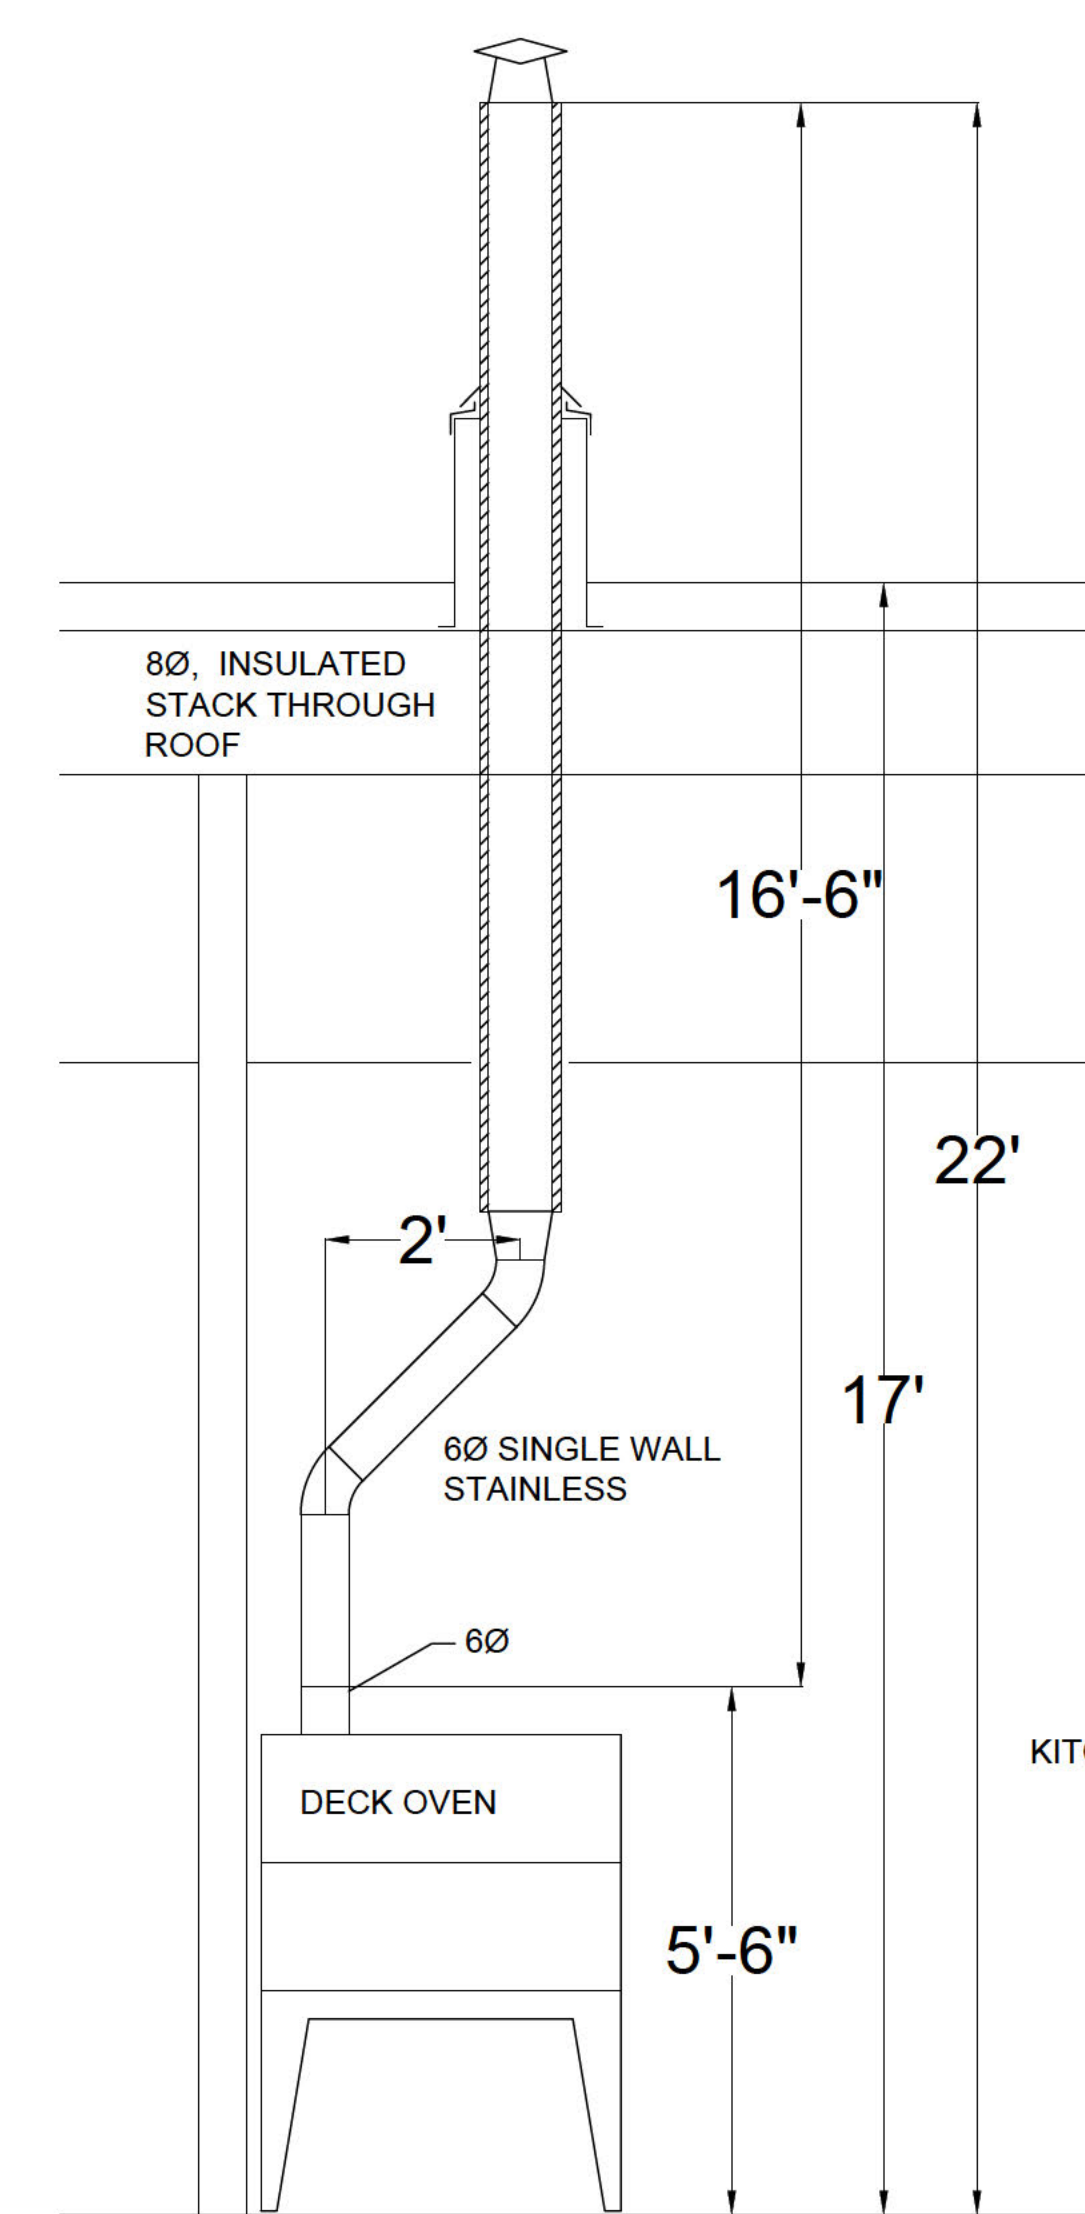 8Ø, INSULATED
STACK THROUGH
ROOF
16'-6"
22'
2'
17'
6Ø SINGLE WALL
STAINLESS
6Ø
DECK OVEN
5'-6"